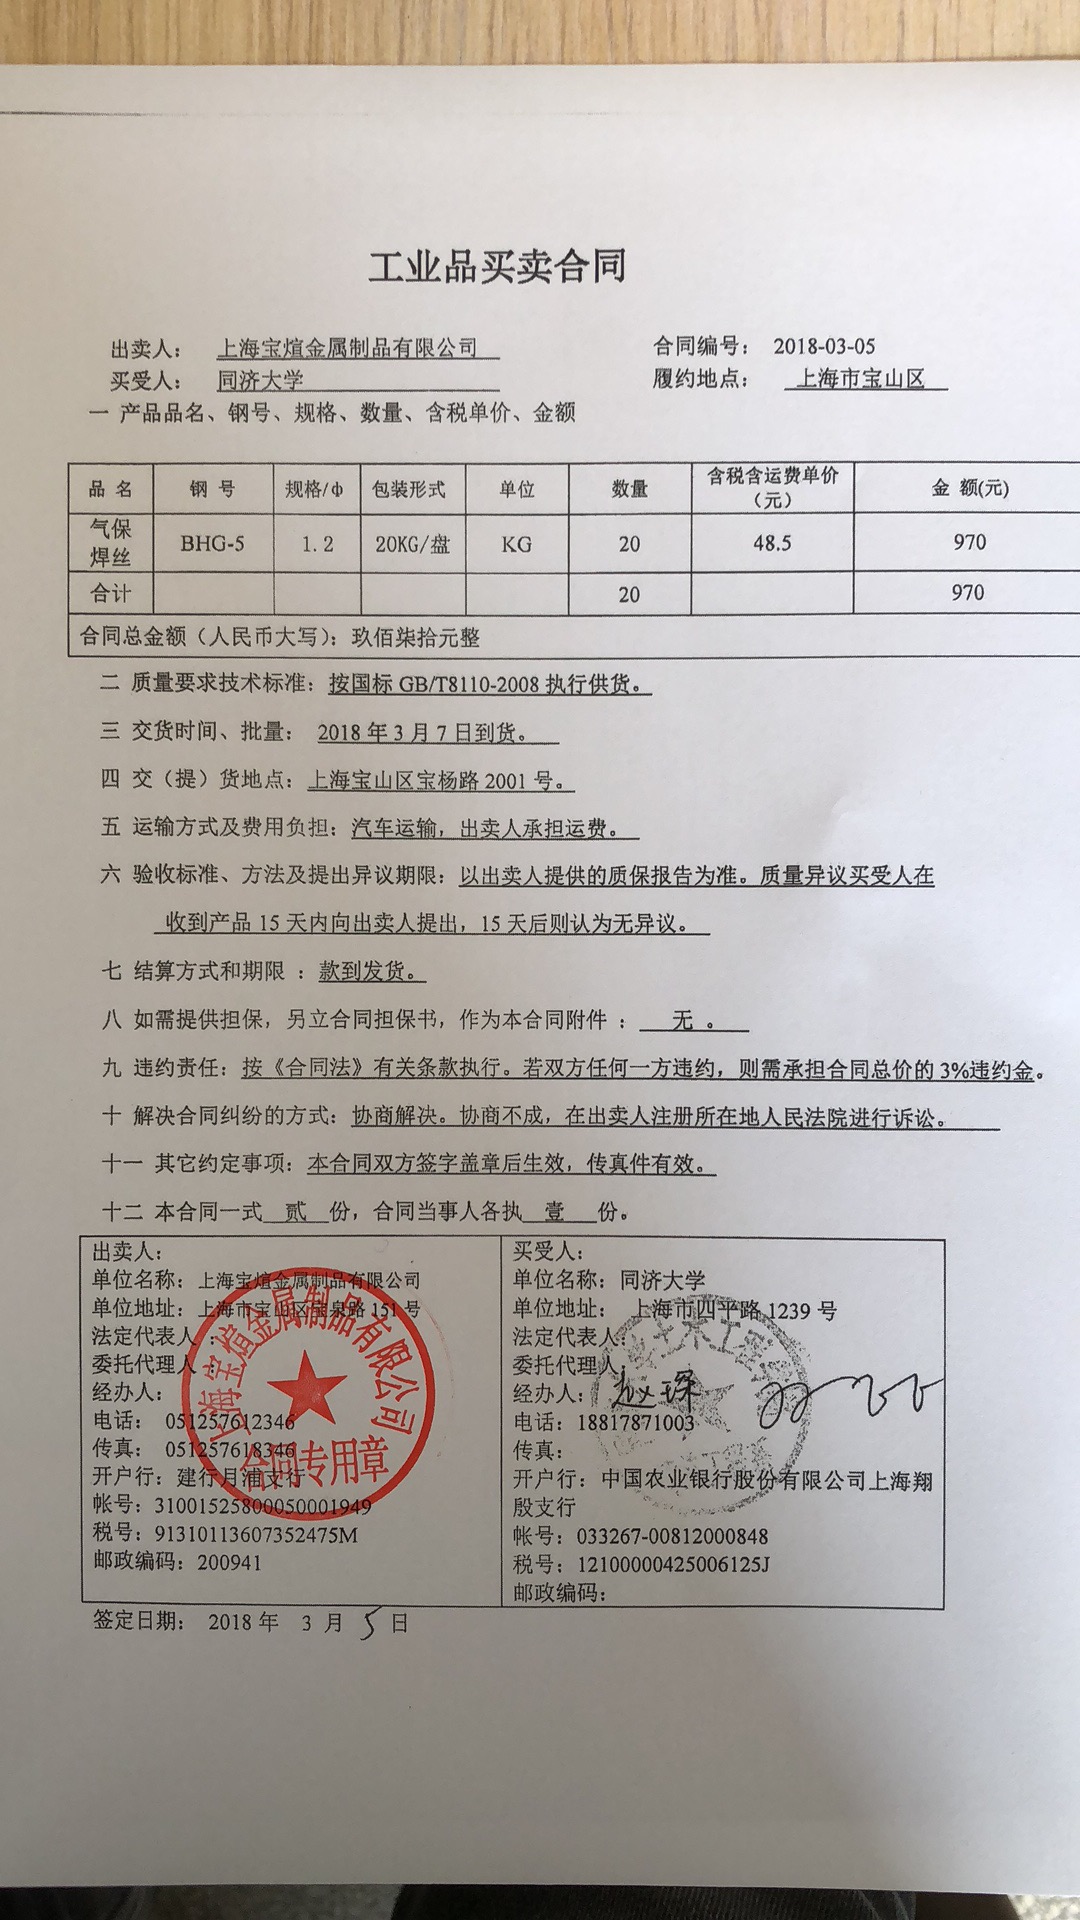 工业品买卖合同
出卖人： 上海宝煊金属制品有限公司 合同编号： 2018-03-05
买受人： 同济大学 履约地点： 上海市宝山区
一 产品品名、钢号、规格、数量、含税单价、金额
品 名 钢 号 规格/ф 包装形式 单位 数量 含税含运费单价（元） 金 额(元)
气保焊丝 BHG-5 1.2 20KG/盘 KG 20 48.5 970
合计 20 970
合同总金额（人民币大写）：玖佰柒拾元整
二 质量要求技术标准：按国标 GB/T8110-2008 执行供货。
三 交货时间、批量： 2018 年 3 月 7 日到货。
四 交（提）货地点：上海宝山区宝杨路 2001 号。
五 运输方式及费用负担：汽车运输，出卖人承担运费。
六 验收标准、方法及提出异议期限：以出卖人提供的质保报告为准。质量异议买受人在
收到产品 15 天内向出卖人提出，15 天后则认为无异议。
七 结算方式和期限 ：款到发货。
八 如需提供担保，另立合同担保书，作为本合同附件 ： 无 。
九 违约责任：按《合同法》有关条款执行。若双方任何一方违约，则需承担合同总价的 3%违约金。
十 解决合同纠纷的方式：协商解决。协商不成，在出卖人注册所在地人民法院进行诉讼。
十一 其它约定事项：本合同双方签字盖章后生效，传真件有效。
十二 本合同一式 贰 份，合同当事人各执 壹 份。
出卖人：
单位名称：上海宝煊金属制品有限公司
单位地址：上海市宝山区宝泉路 151 号
法定代表人：
委托代理人：
经办人：
电话： 051257612346
传真： 051257618346
开户行：建行月浦支行
帐号：31001525800050001949
税号：91310113607352475M
邮政编码：200941
上海宝煊金属制品有限公司
合同专用章
买受人：
单位名称：同济大学
单位地址： 上海市四平路 1239 号
法定代表人：
委托代理人
经办人：赵琛
电话：18817871003
传真：
开户行：中国农业银行股份有限公司上海翔
殷支行
帐号：033267-00812000848
税号：12100000425006125J
邮政编码：
土木工程
签定日期： 2018 年 3 月 5 日